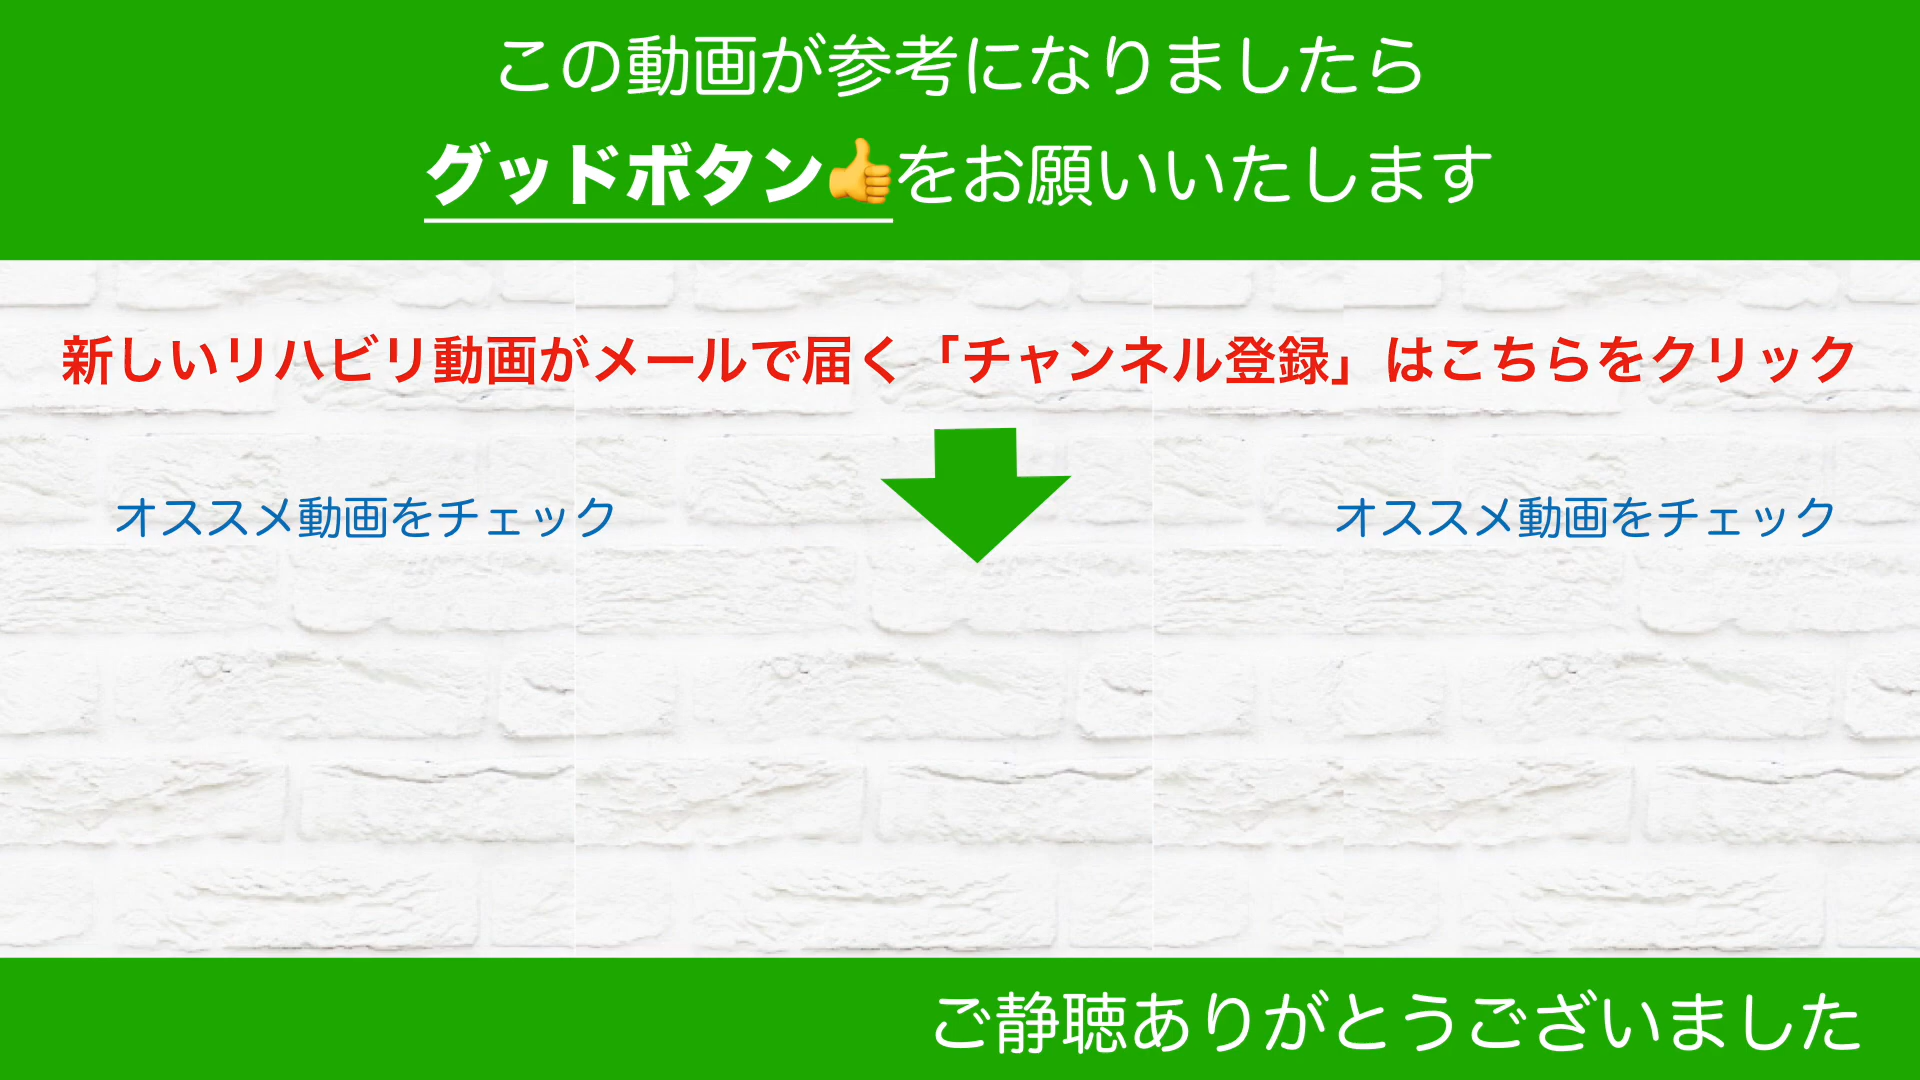 この動画が参考になりましたら
グッドボタン👍をお願いいたします
新しいリハビリ動画がメールで届く「チャンネル登録」はこちらをクリック
オススメ動画をチェック
オススメ動画をチェック
ご静聴ありがとうございました